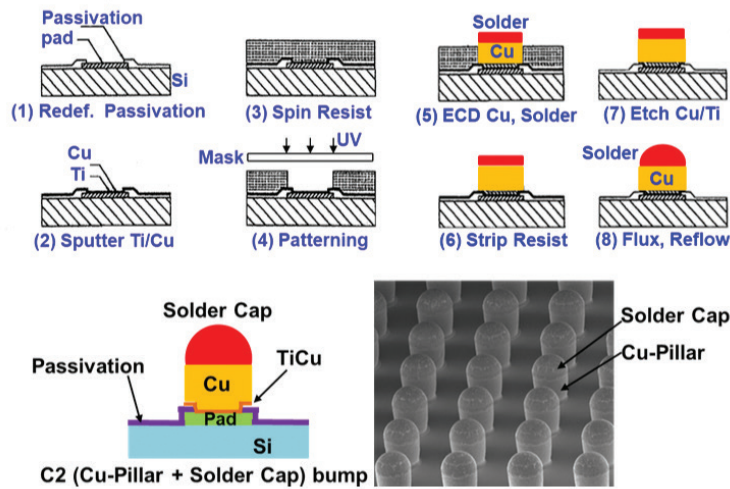 Passivation
pad
Si
(1) Redef. Passivation
(3) Spin Resist
Solder
Cu
(5) ECD Cu, Solder
(7) Etch Cu/Ti
Cu
Ti
(2) Sputter Ti/Cu
UV
Mask
(4) Patterning
(6) Strip Resist
Solder
Cu
(8) Flux, Reflow
Solder Cap
Passivation
Cu
TiCu
Pad
Si
C2 (Cu-Pillar + Solder Cap) bump
Solder Cap
Cu-Pillar